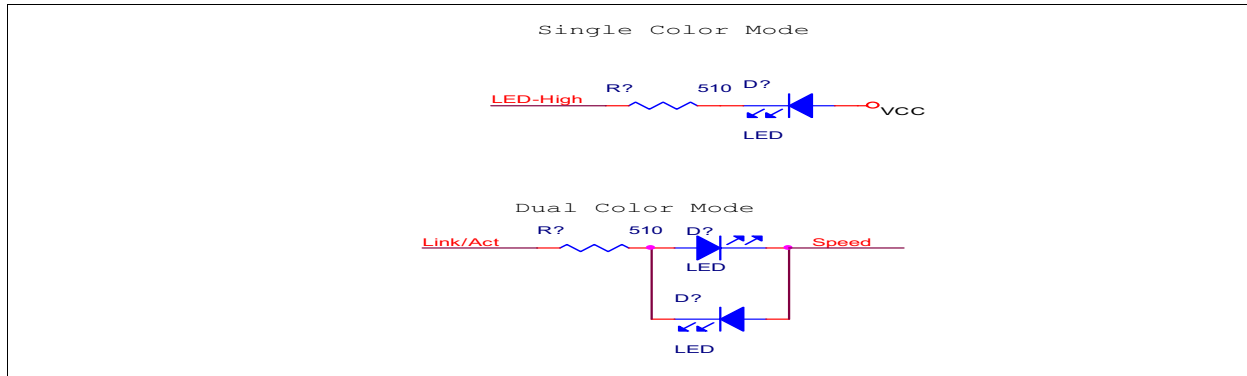 Single Color Mode
R? 510 D?
LED-High
VCC
LED
Dual Color Mode
R? 510 D?
Link/Act Speed
LED
D?
LED